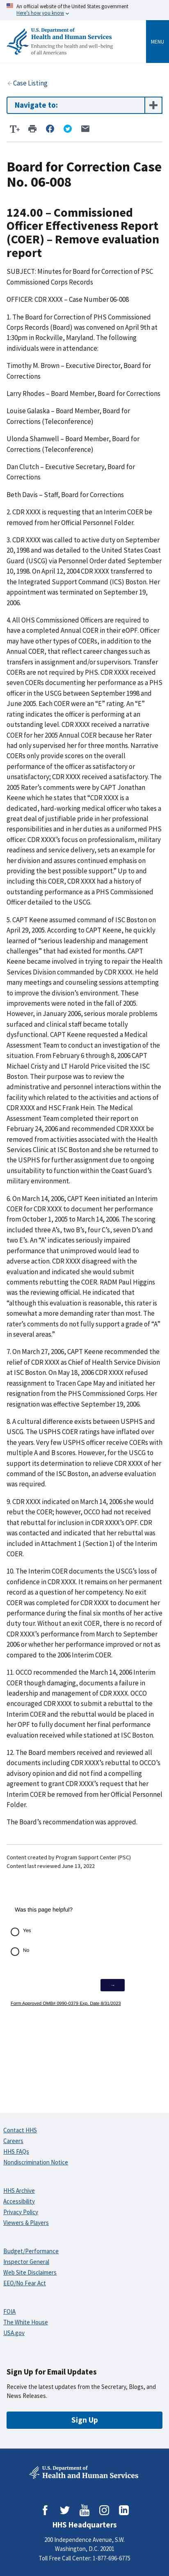 An official website of the United States government
Here's how you know
U.S. Department of
Health and Human Services
Enhancing the health and well-being
of all Americans
MENU
Case Listing
Navigate to:
T+
Board for Correction Case
No. 06-008
124.00 – Commissioned
Officer Effectiveness Report
(COER) – Remove evaluation
report
SUBJECT: Minutes for Board for Correction of PSC
Commissioned Corps Records
OFFICER: CDR XXXX – Case Number 06-008
1. The Board for Correction of PHS Commissioned
Corps Records (Board) was convened on April 9th at
1:30pm in Rockville, Maryland. The following
individuals were in attendance:
Timothy M. Brown – Executive Director, Board for
Corrections
Larry Rhodes – Board Member, Board for Corrections
Louise Galaska – Board Member, Board for
Corrections (Teleconference)
Ulonda Shamwell – Board Member, Board for
Corrections (Teleconference)
Dan Clutch – Executive Secretary, Board for
Corrections
Beth Davis – Staff, Board for Corrections
2. CDR XXXX is requesting that an Interim COER be
removed from her Official Personnel Folder.
3. CDR XXXX was called to active duty on September
20, 1998 and was detailed to the United States Coast
Guard (USCG) via Personnel Order dated September
10, 1998. On April 12, 2004 CDR XXXX transferred to
the Integrated Support Command (ICS) Boston. Her
appointment was terminated on September 19,
2006.
4. All OHS Commissioned Officers are required to
have completed Annual COER in their eOPF. Officer
may have other types of COERs, in addition to the
Annual COER, that reflect actions and changes such as
transfers in assignment and/or supervisors. Transfer
COERs are not required by PHS. CDR XXXX received
seven COERs documenting her performance as a PHS
officer in the USCG between September 1998 and
June 2005. Each COER were an “E” rating. An “E”
rating indicates the officer is performing at an
outstanding level. CDR XXXX received a narrative
COER for her 2005 Annual COER because her Rater
had only supervised her for three months. Narrative
COERs only provide comments on the overall
effectiveness of the officer as satisfactory or
unsatisfactory; CDR XXXX received a satisfactory. The
2005 Rater’s comments were by CAPT Jonathan
Keene which he states that “CDR XXXX is a
dedicated, hard-working medical officer who takes a
great deal of justifiable pride in her professional
responsibilities and in her duties as a uniformed PHS
officer. CDR XXXX’s focus on professionalism, military
readiness and service delivery, sets an example for
others and is an important asset for the division in
providing the best possible support.” Up to and
including this COER, CDR XXXX had a history of
outstanding performance as a PHS Commissioned
Officer detailed to the USCG.
5. CAPT Keene assumed command of ISC Boston on
April 29, 2005. According to CAPT Keene, he quickly
learned of “serious leadership and management
challenges” that had existed in the past. CAPT
Keene became involved in trying to repair the Health
Services Division commanded by CDR XXXX. He held
many meetings and counseling sessions attempting
to improve the division’s environment. These
improvements were noted in the fall of 2005.
However, in January 2006, serious morale problems
surfaced and clinical staff became totally
dysfunctional. CAPT Keene requested a Medical
Assessment Team to conduct an investigation of the
situation. From February 6 through 8, 2006 CAPT
Michael Cristy and LT Harold Price visited the ISC
Boston. Their purpose was to review the
administrative and interpersonal interactions in the
facility which related to the activities and actions of
CDR XXXX and HSC Frank Hein. The Medical
Assessment Team completed their report on
February 24, 2006 and recommended CDR XXXX be
removed from activities associated with the Health
Services Clinic at ISC Boston and she be returned to
the USPHS for further assignment due to ongoing
unsuitability to function within the Coast Guard’s
military environment.
6. On March 14, 2006, CAPT Keen initiated an Interim
COER for CDR XXXX to cover her performance
from October 1, 2005 to March 14, 2006. The scoring
included three A’s, two B’s, four C’s, seven D’s and
two E’s. An ‘A’ indicates seriously impaired
performance, without prompt improvement would
lead to adverse action. CDR XXXX disagreed with the
evaluation and indicated she would submit
comments rebutting the COER. RADM Paul Higgins
was the reviewing official. He indicated that
“although this evaluation is reasonable, this rater is
somewhat more demanding rater than most. The
rater’s comments do not fully support a grade of “A”
in several areas.”
7. On March 27, 2006, CAPT Keene recommended the
relief of CDR XXXX as Chief of Health Service Division
at ISC Boston. On May 18, 2006 CDR XXXX refused
reassignment to Tracen Cape May and initiated her
resignation from the PHS Commissioned Corps. Her
resignation was effective September 19, 2006.
8. A cultural difference exists between USPHS and
USCG. The USPHS COER ratings have inflated over the
years. Very few USPHS officer receive COERs with
multiple A and B scores. However, for the USCG to
support an intention to relieve CDR XXXX of her
command at the ISC Boston, an adverse evaluation
was required.
9. CDR XXXX indicated on March 14, 2006 she would
rebut the COER; however, OCCO had not received
that rebuttal for inclusion in CDR XXXX’s OPF. CDR
was contacted and indicated that her rebuttal was
included in Attachment 1 (Section 1) of the Interim
COER.
10. The Interim COER documents the USCG’s loss in
confidence in CDR XXXX. It remains on her permanent
record to answer a question of competency. No exit
COER was completed for CDR XXXX to document her
performance during the last six months of her active
duty tour. Without an exit COER, there is no record of
CDR XXXX’s performance from March to September
2006 or evidence of her competency in late 2006 as
compared to the 2006 Interim COER.
11. OCCO recommended the March 14, 2006 Interim
COER though damaging, documents a failure in
leadership resulting in malperformance and
misunderstanding of the judgment of CDR XXXX. OCCO
encouraged CDR XXXX to submit a rebuttal to the
interim COER and the rebuttal would be placed in
her OPF to fully document her final performance
evaluation received while stationed at ISC Boston.
12. The Board members received and reviewed all
documents including CDR XXXX’s rebuttal to OCCO’s
advisory opinion and did not find a compelling
argument to grant CDR XXXX’s request that her
Interim COER be removed from her Official Personnel
Folder.
The Board’s recommendation was approved.
Content created by Program Support Center (PSC)
Content last reviewed June 13, 2022
Was this page helpful?
Yes
No
→
Form Approved OMB# 0990-0379 Exp. Date 8/31/2023
Contact HHS
Careers
HHS FAQs
Nondiscrimination Notice
HHS Archive
Accessibility
Privacy Policy
Viewers & Players
Budget/Performance
Inspector General
Web Site Disclaimers
EEO/No Fear Act
FOIA
The White House
USA.gov
Sign Up for Email Updates
Receive the latest updates from the Secretary, Blogs, and
News Releases.
Sign Up
U.S. Department of
Health and Human Services
HHS Headquarters
200 Independence Avenue, S.W.
Washington, D.C. 20201
Toll Free Call Center: 1-877-696-6775